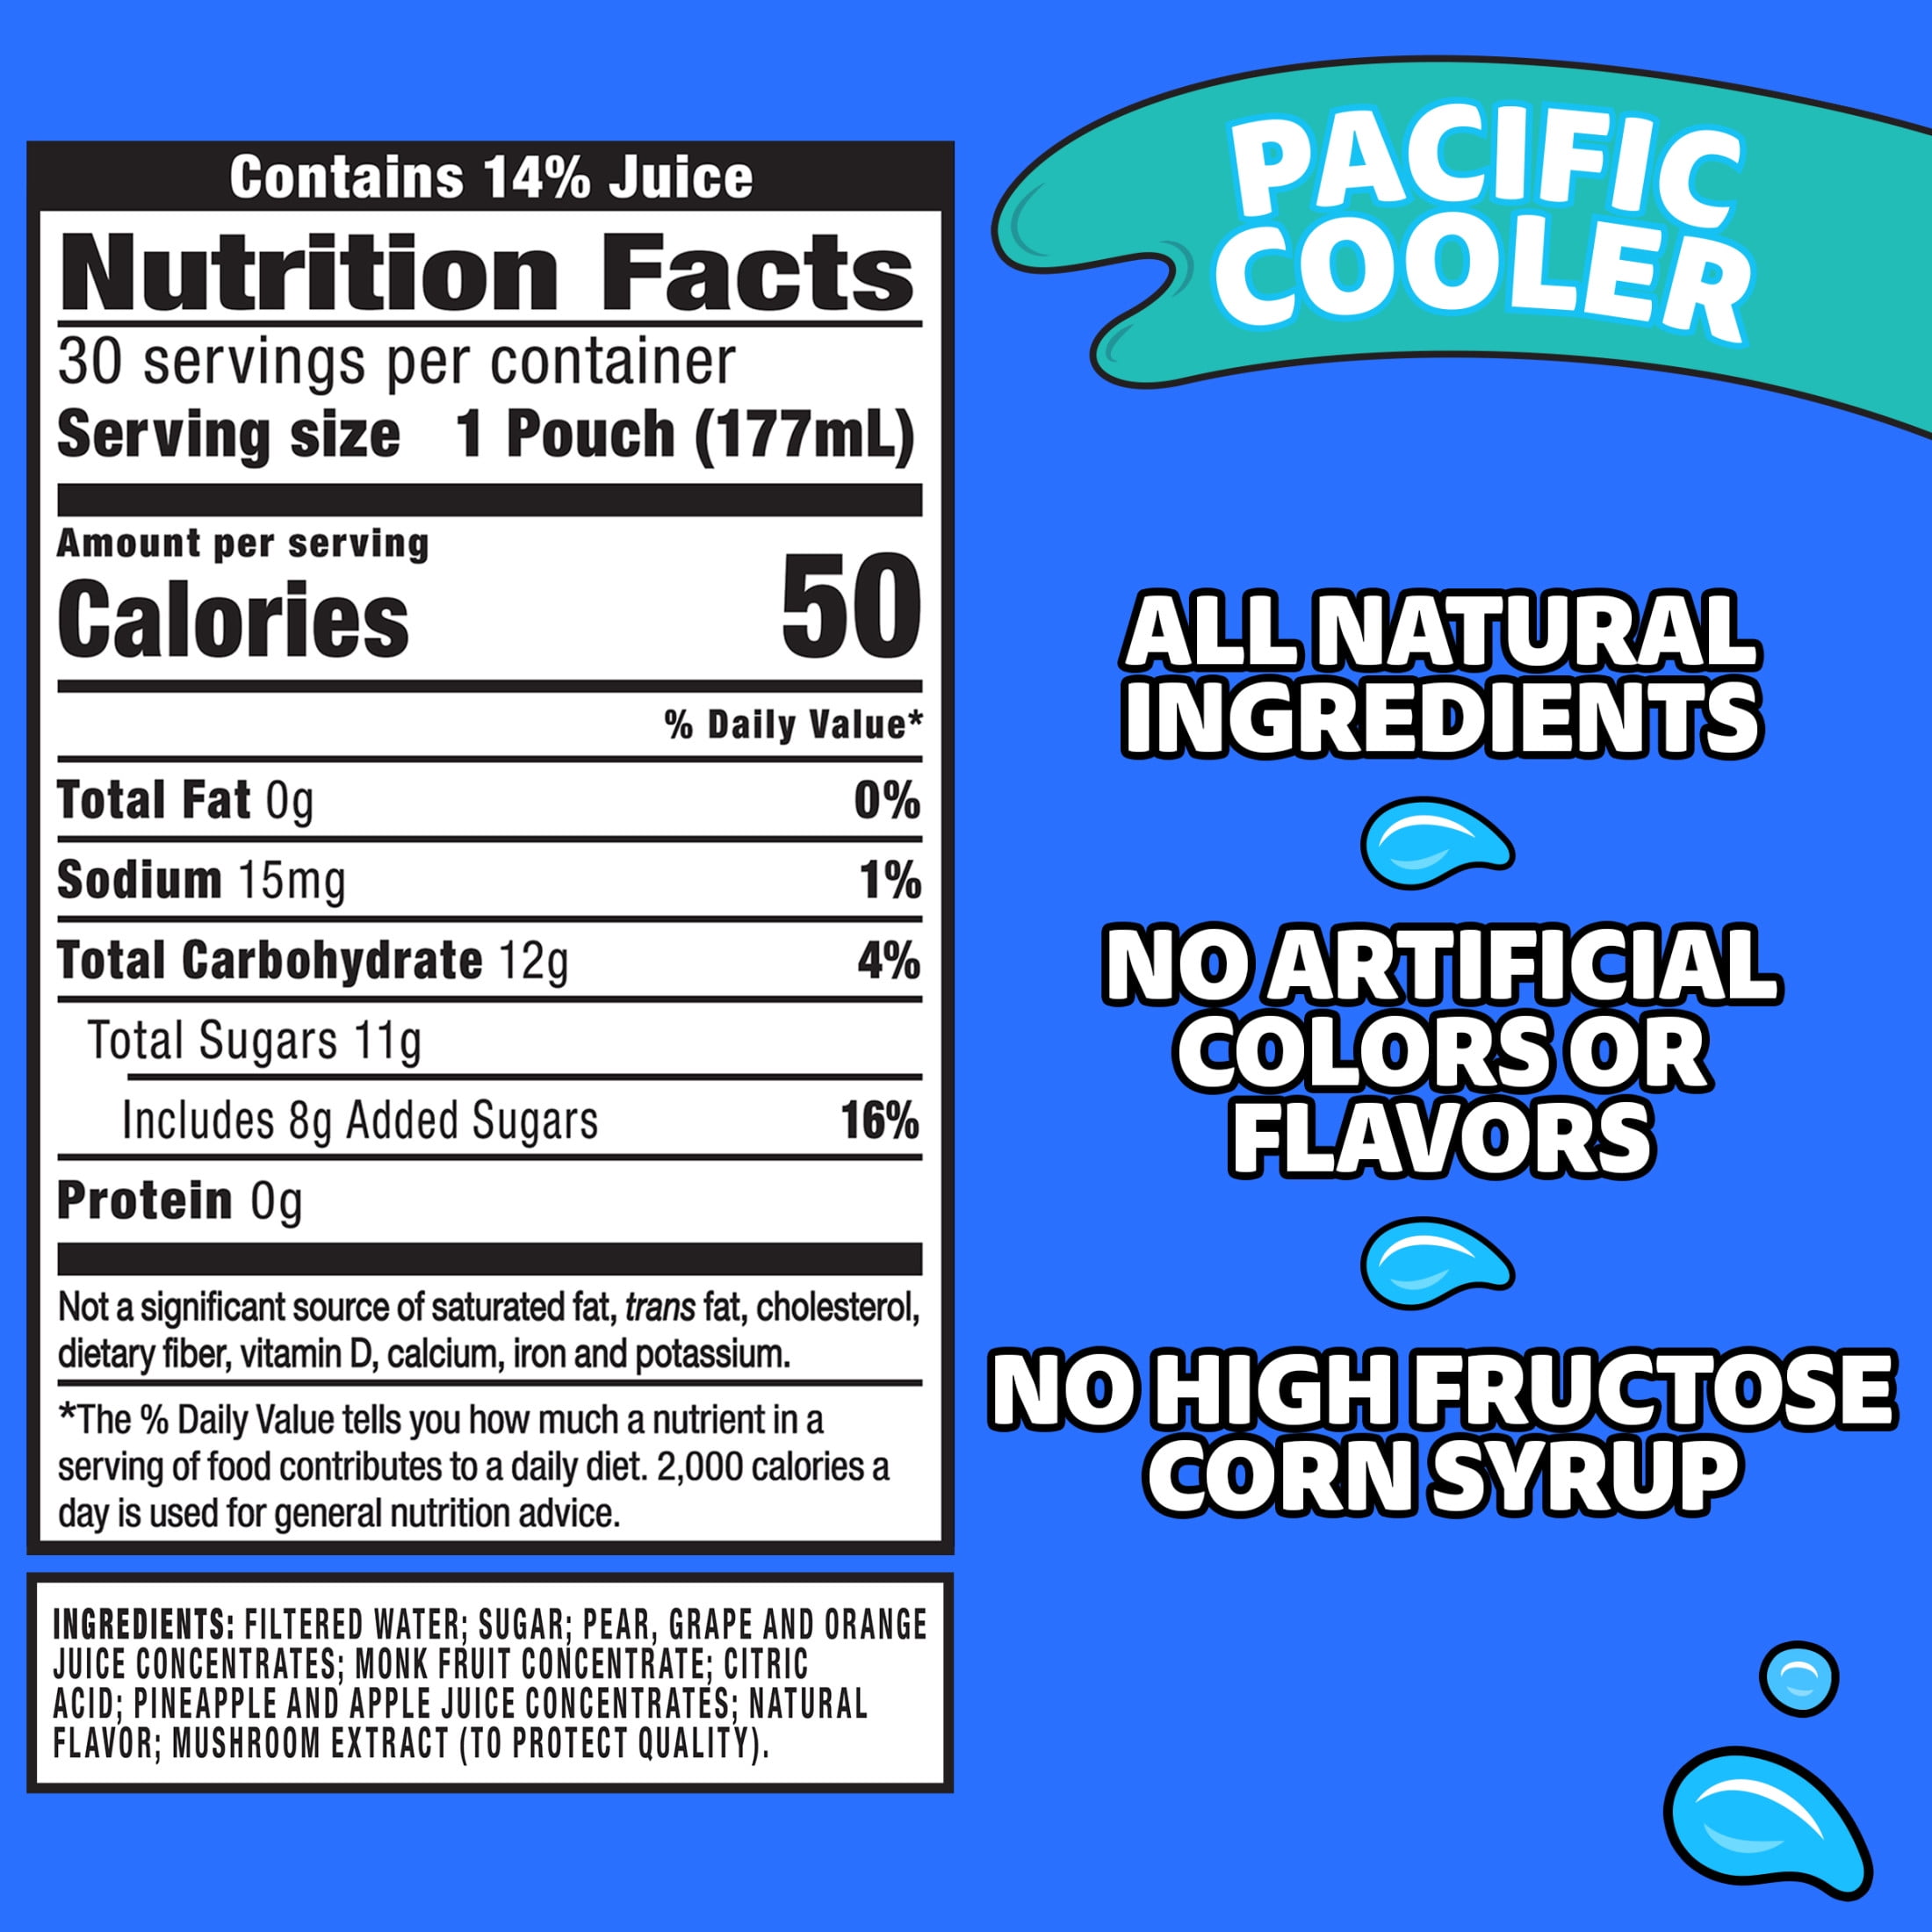 Contains 14% Juice
Nutrition Facts
30 servings per container
Serving size 1 Pouch (177mL)
Amount per serving
Calories 50
% Daily Value*
Total Fat 0g 0%
Sodium 15mg 1%
Total Carbohydrate 12g 4%
Total Sugars 11g
Includes 8g Added Sugars 16%
Protein 0g
Not a significant source of saturated fat, trans fat, cholesterol,
dietary fiber, vitamin D, calcium, iron and potassium.
*The % Daily Value tells you how much a nutrient in a
serving of food contributes to a daily diet. 2,000 calories a
day is used for general nutrition advice.
INGREDIENTS: FILTERED WATER; SUGAR; PEAR, GRAPE AND ORANGE
JUICE CONCENTRATES; MONK FRUIT CONCENTRATE; CITRIC
ACID; PINEAPPLE AND APPLE JUICE CONCENTRATES; NATURAL
FLAVOR; MUSHROOM EXTRACT (TO PROTECT QUALITY).
PACIFIC
COOLER
ALL NATURAL
INGREDIENTS
NO ARTIFICIAL
COLORS OR
FLAVORS
NO HIGH FRUCTOSE
CORN SYRUP